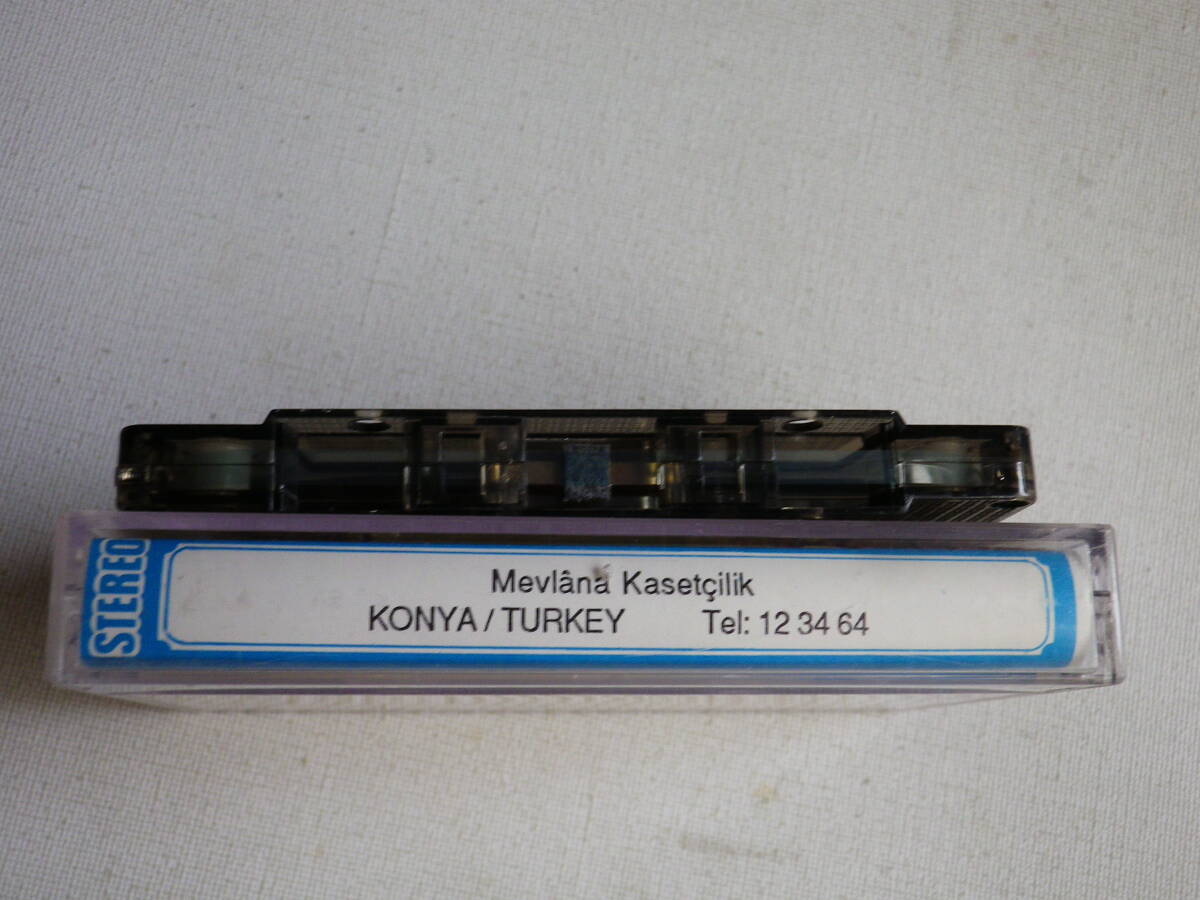 STEREO
Mevlâna Kasetçilik
KONYA / TURKEY Tel: 12 34 64